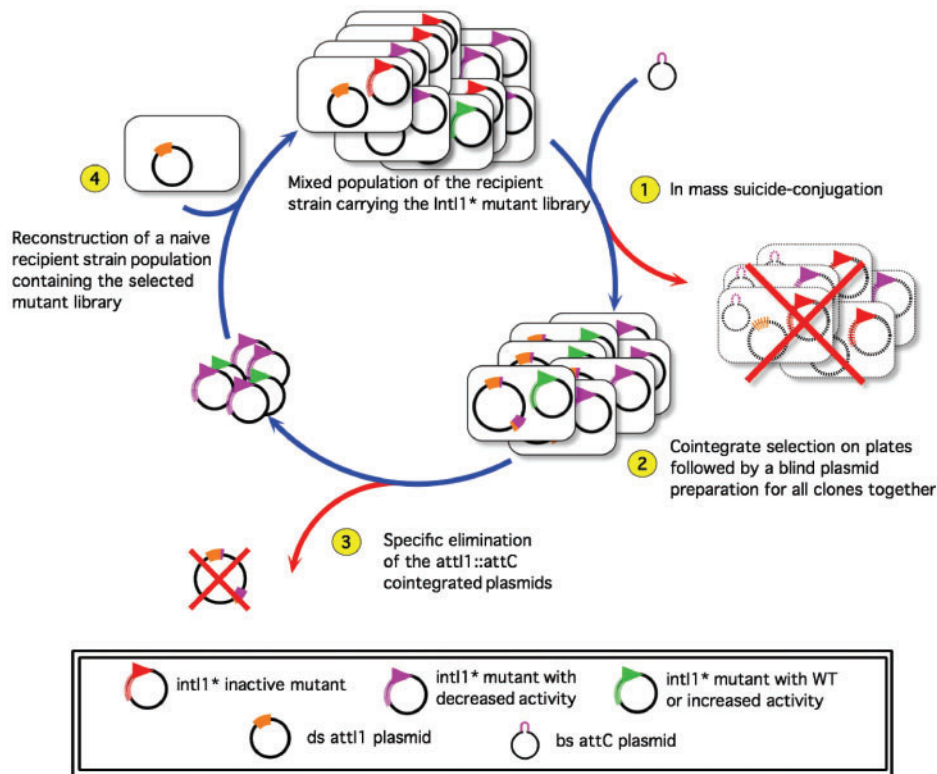 4
Mixed population of the recipient
strain carrying the IntI1* mutant library
1
In mass suicide-conjugation
Reconstruction of a naive
recipient strain population
containing the selected
mutant library
2
Cointegrate selection on plates
followed by a blind plasmid
preparation for all clones together
3
Specific elimination
of the attI1::attC
cointegrated plasmids
intI1* inactive mutant
intI1* mutant with
decreased activity
intI1* mutant with WT
or increased activity
ds attI1 plasmid
bs attC plasmid